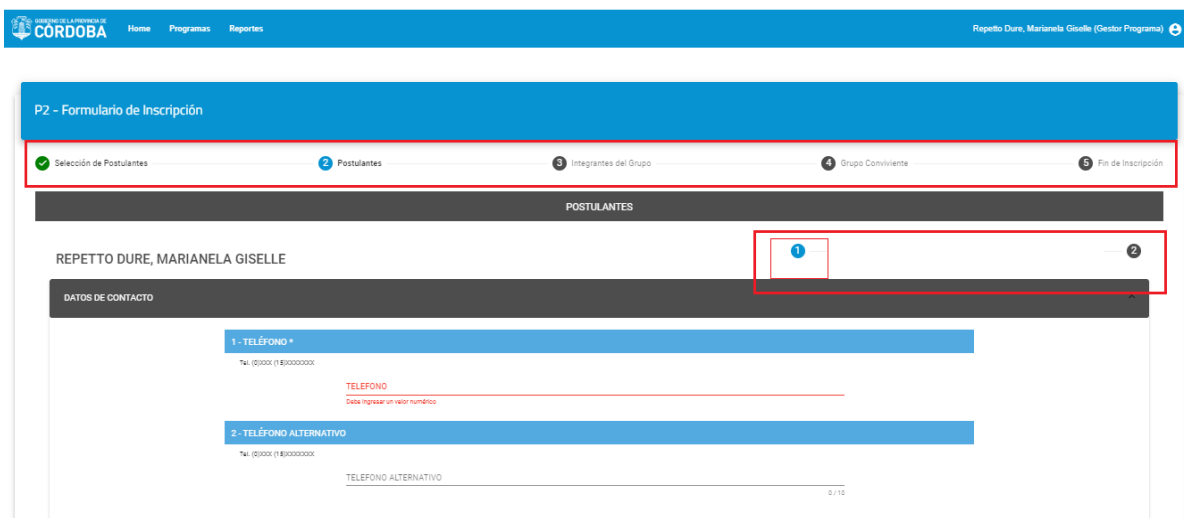 GOBIERNO DE LA PROVINCIA DE
CÓRDOBA
Home Programas Reportes
Repetto Dure, Marianela Giselle (Gestor Programa)
P2 - Formulario de Inscripción
Selección de Postulantes
2 Postulantes
3 Integrantes del Grupo
4 Grupo Conviviente
5 Fin de Inscripción
POSTULANTES
REPETTO DURE, MARIANELA GISELLE
1
2
DATOS DE CONTACTO
1 - TELÉFONO *
Tel. (0)XXX (15)XXXXXXX
TELEFONO
Debe ingresar un valor numérico
2 - TELÉFONO ALTERNATIVO
Tel. (0)XXX (15)XXXXXXX
TELEFONO ALTERNATIVO
0 / 10